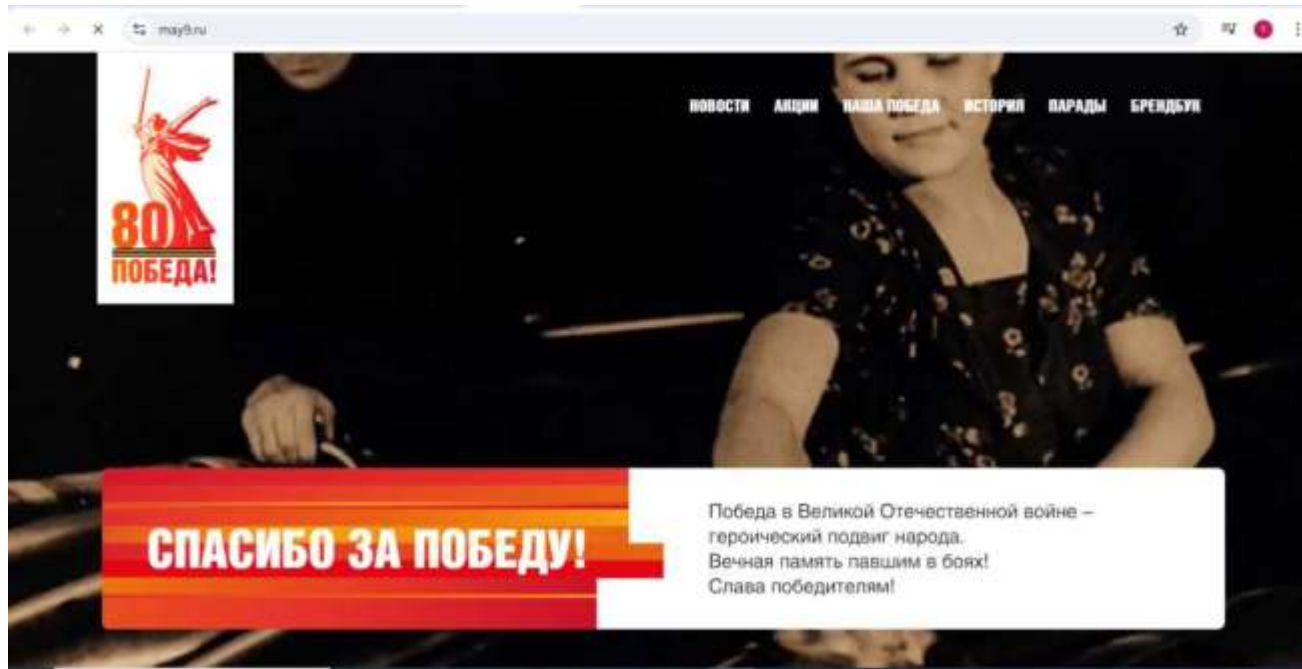 may9.ru
НОВОСТИ АКЦИИ НАША ПОБЕДА ИСТОРИЯ ПАРАДЫ БРЕНДБУК
80
ПОБЕДА!
СПАСИБО ЗА ПОБЕДУ!
Победа в Великой Отечественной войне –
героический подвиг народа.
Вечная память павшим в боях!
Слава победителям!